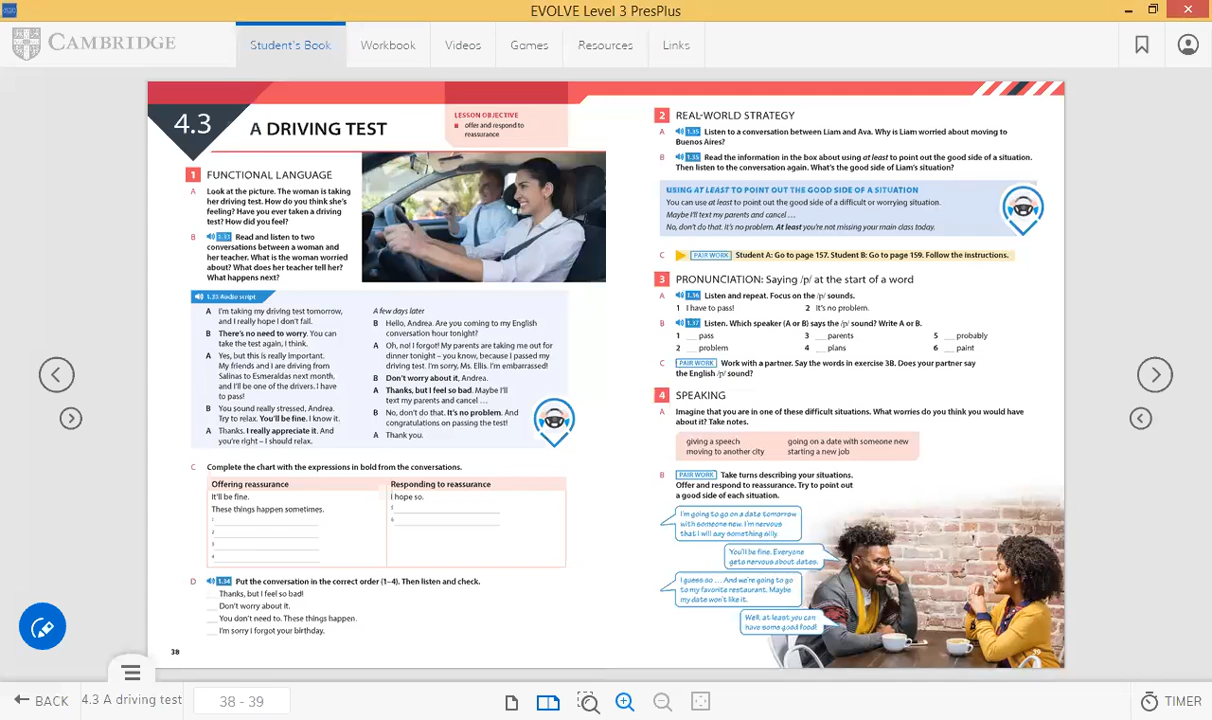 EVOLVE Level 3 PresPlus
CAMBRIDGE
Student's Book
Workbook
Videos
Games
Resources
Links
4.3
A DRIVING TEST
LESSON OBJECTIVE
offer and respond to
reassurance
1 FUNCTIONAL LANGUAGE
A Look at the picture. The woman is taking
her driving test. How do you think she's
feeling? Have you ever taken a driving
test? How did you feel?
B 1.33 Read and listen to two
conversations between a woman and
her teacher. What is the woman worried
about? What does her teacher tell her?
What happens next?
1.33 Audio script
A I'm taking my driving test tomorrow,
and I really hope I don't fail.
B There's no need to worry. You can
take the test again, I think.
A Yes, but this is really important.
My friends and I are driving from
Salinas to Esmeraldas next month,
and I'll be one of the drivers. I have
to pass!
B You sound really stressed, Andrea.
Try to relax. You'll be fine. I know it.
A Thanks. I really appreciate it. And
you're right – I should relax.
A few days later
B Hello, Andrea. Are you coming to my English
conversation hour tonight?
A Oh, no! I forgot! My parents are taking me out for
dinner tonight – you know, because I passed my
driving test. I'm sorry, Ms. Ellis. I'm embarrassed!
B Don't worry about it, Andrea.
A Thanks, but I feel so bad. Maybe I'll
text my parents and cancel …
B No, don't do that. It's no problem. And
congratulations on passing the test!
A Thank you.
C Complete the chart with the expressions in bold from the conversations.
Offering reassurance
Responding to reassurance
It'll be fine.
I hope so.
These things happen sometimes.
1
2
3
4
5
6
D 1.34 Put the conversation in the correct order (1–4). Then listen and check.
Thanks, but I feel so bad!
Don't worry about it.
You don't need to. These things happen.
I'm sorry I forgot your birthday.
38
2 REAL-WORLD STRATEGY
A 1.35 Listen to a conversation between Liam and Ava. Why is Liam worried about moving to
Buenos Aires?
B 1.35 Read the information in the box about using at least to point out the good side of a situation.
Then listen to the conversation again. What is the good side of Liam's situation?
USING AT LEAST TO POINT OUT THE GOOD SIDE OF A SITUATION
You can use at least to point out the good side of a difficult or worrying situation.
Maybe I'll text my parents and cancel …
No, don't do that. It's no problem. At least you're not missing your main class today.
C PAIR WORK Student A: Go to page 157. Student B: Go to page 159. Follow the instructions.
3 PRONUNCIATION: Saying /p/ at the start of a word
A 1.36 Listen and repeat. Focus on the /p/ sounds.
1 I have to pass! 2 It's no problem.
B 1.37 Listen. Which speaker (A or B) says the /p/ sound? Write A or B.
1 ___ pass 3 ___ parents 5 ___ probably
2 ___ problem 4 ___ plans 6 ___ paint
C PAIR WORK Work with a partner. Say the words in exercise 3B. Does your partner say
the English /p/ sound?
4 SPEAKING
A Imagine that you are in one of these difficult situations. What worries do you think you would have
about it? Take notes.
giving a speech going on a date with someone new
moving to another city starting a new job
B PAIR WORK Take turns describing your situations.
Offer and respond to reassurance. Try to point out
a good side of each situation.
I'm going to go on a date tomorrow
with someone new. I'm nervous
that I will say something silly.
You'll be fine. Everyone
gets nervous about dates.
I guess so … And we're going to go
to my favorite restaurant. Maybe
my date won't like it.
Well, at least you can
have some good food!
39
BACK
4.3 A driving test
38 - 39
TIMER